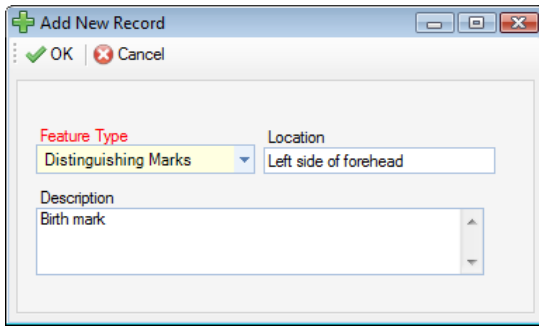 Add New Record
OK Cancel
Feature Type Location
Distinguishing Marks Left side of forehead
Description
Birth mark